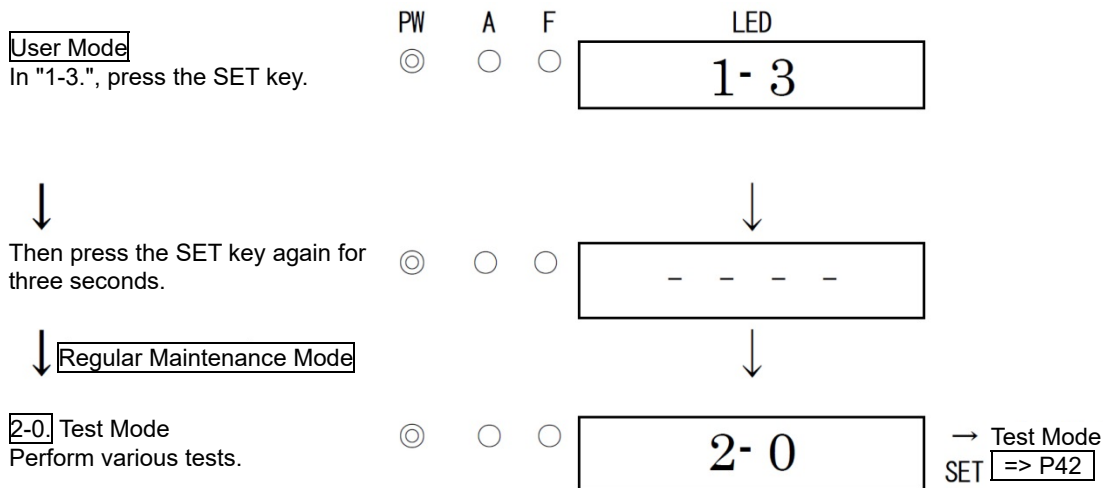 PW A F LED
User Mode
In "1-3.", press the SET key.
◎ ○ ○ 1- 3
↓ ↓
Then press the SET key again for
three seconds.
◎ ○ ○ - - - -
↓ Regular Maintenance Mode ↓
2-0. Test Mode
Perform various tests.
◎ ○ ○ 2- 0
→ Test Mode
SET => P42